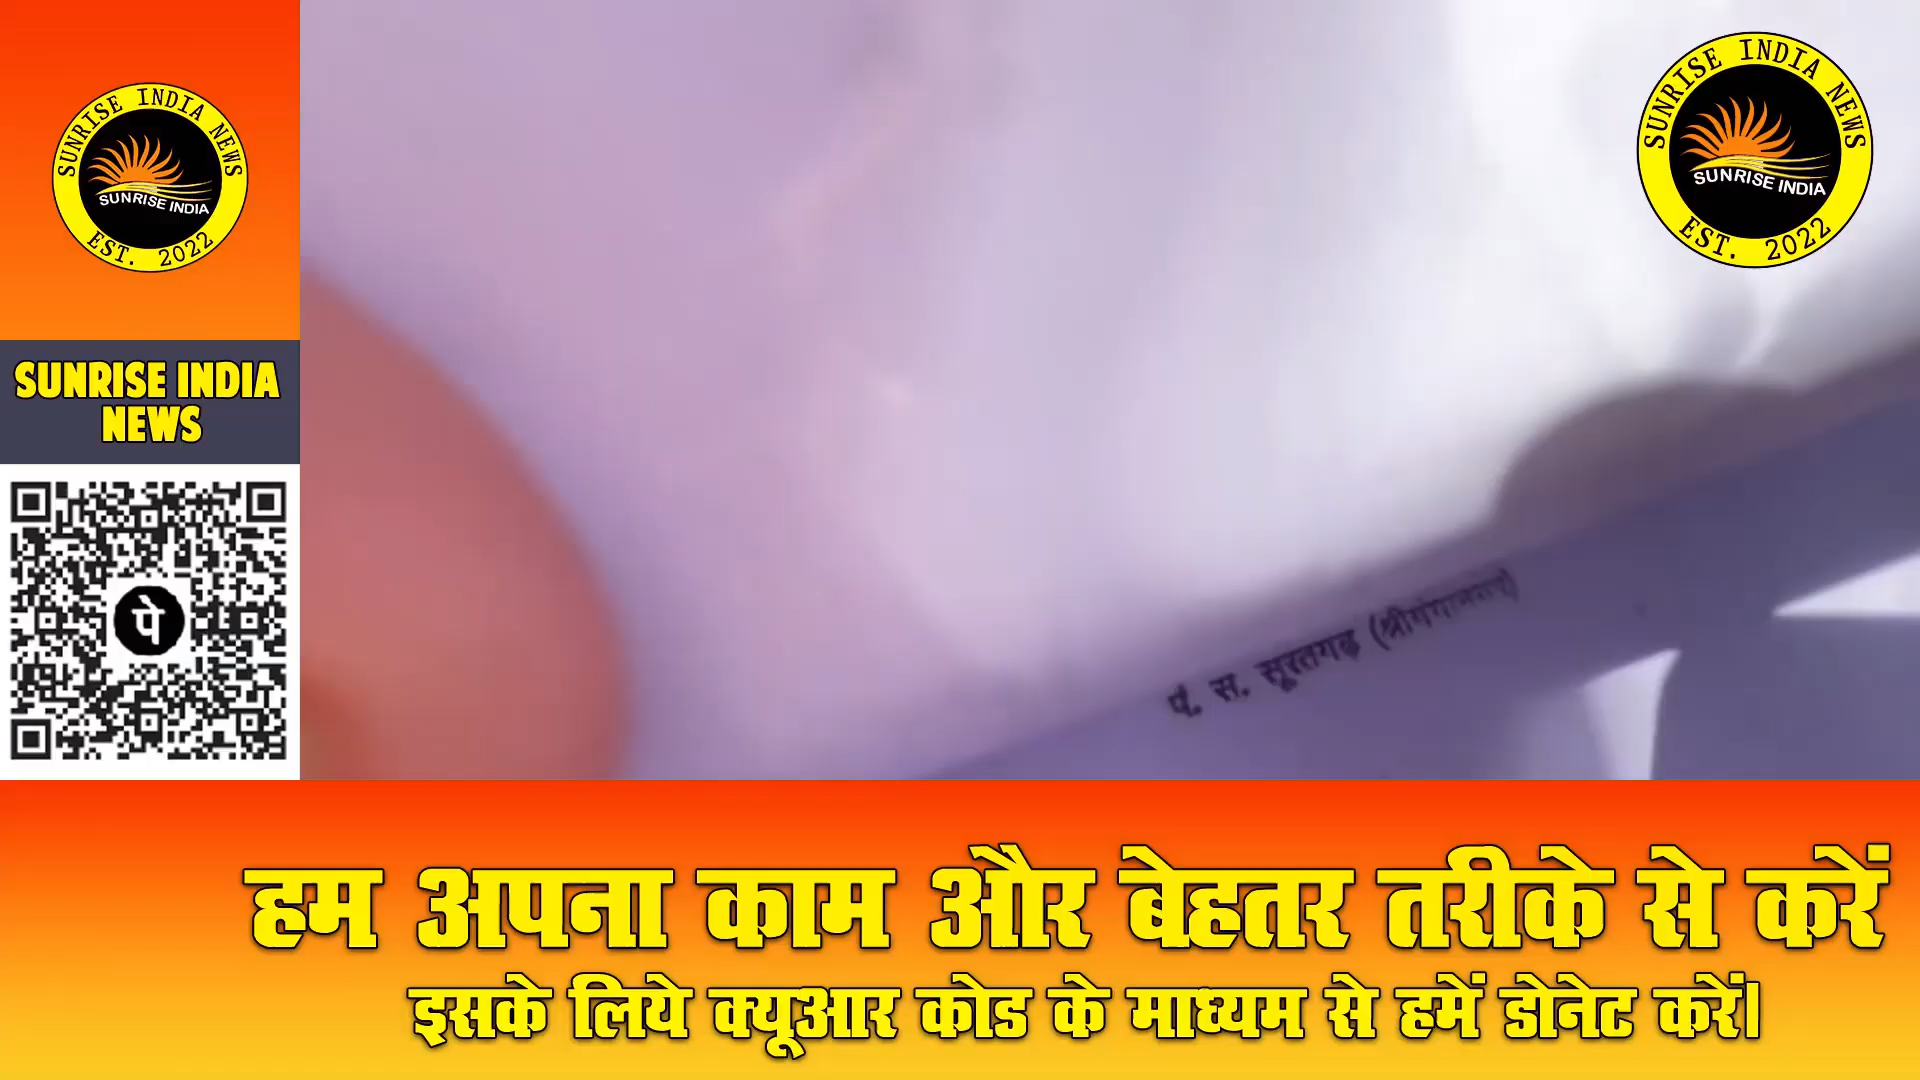 SUNRISE INDIA NEWS
SUNRISE INDIA
EST. 2022
SUNRISE INDIA NEWS
SUNRISE INDIA
EST. 2022
SUNRISE INDIA
NEWS
पे
पं. स. सूरतगढ़ (श्रीगंगानगर)
हम अपना काम और बेहतर तरीके से करें
इसके लिये क्यूआर कोड के माध्यम से हमें डोनेट करें।